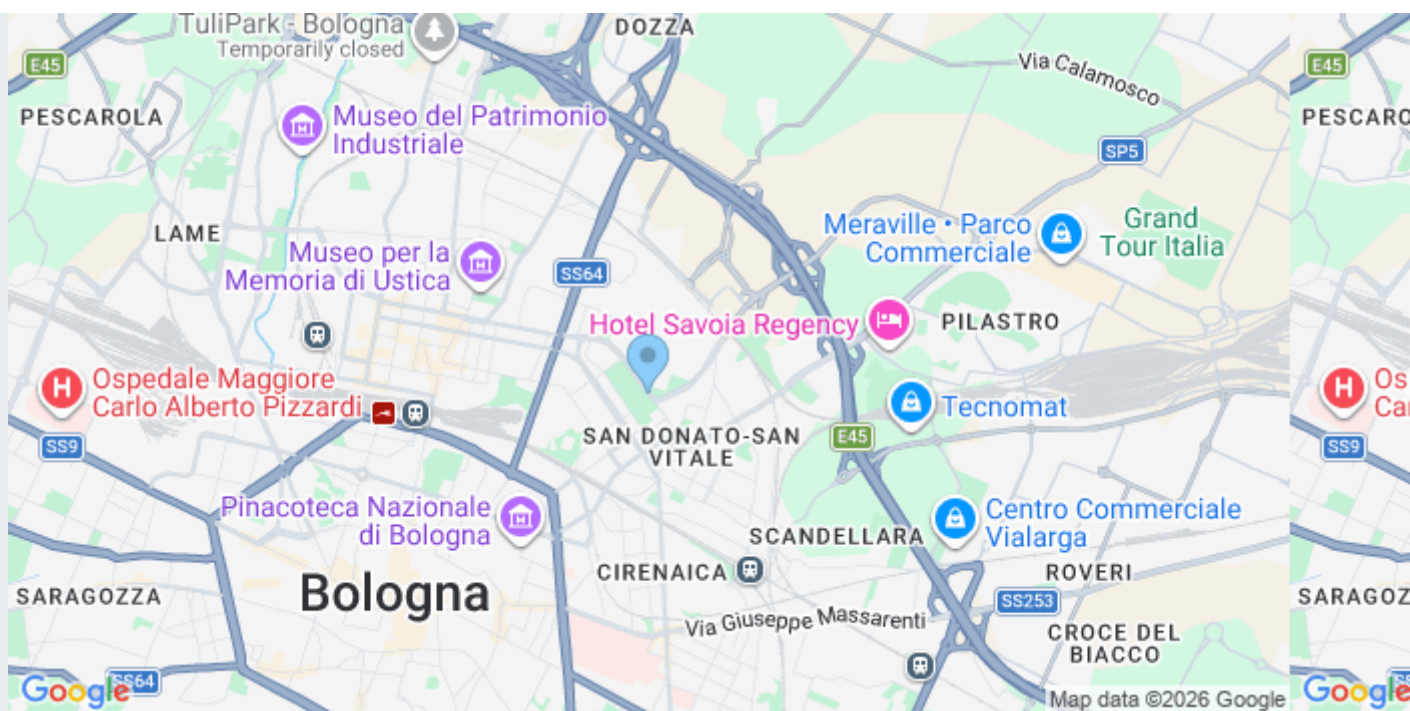 TuliPark - Bologna
Temporarily closed
DOZZA
E45
Via Calamosco
E45
PESCAROLA
Museo del Patrimonio
Industriale
SP5
PESCARO
LAME
Meraville • Parco
Commerciale
Grand
Tour Italia
Museo per la
Memoria di Ustica
SS64
Hotel Savoia Regency
PILASTRO
Ospedale Maggiore
Carlo Alberto Pizzardi
H
Tecnomat
H
Os
Ca
SS9
SAN DONATO-SAN
VITALE
E45
SS9
Pinacoteca Nazionale
di Bologna
Centro Commerciale
Vialarga
SCANDELLARA
CIRENAICA
ROVERI
SARAGOZZA
Bologna
SS253
SARAGOZ
Via Giuseppe Massarenti
CROCE DEL
BIACCO
Google
SS64
Map data ©2026 Google
Google